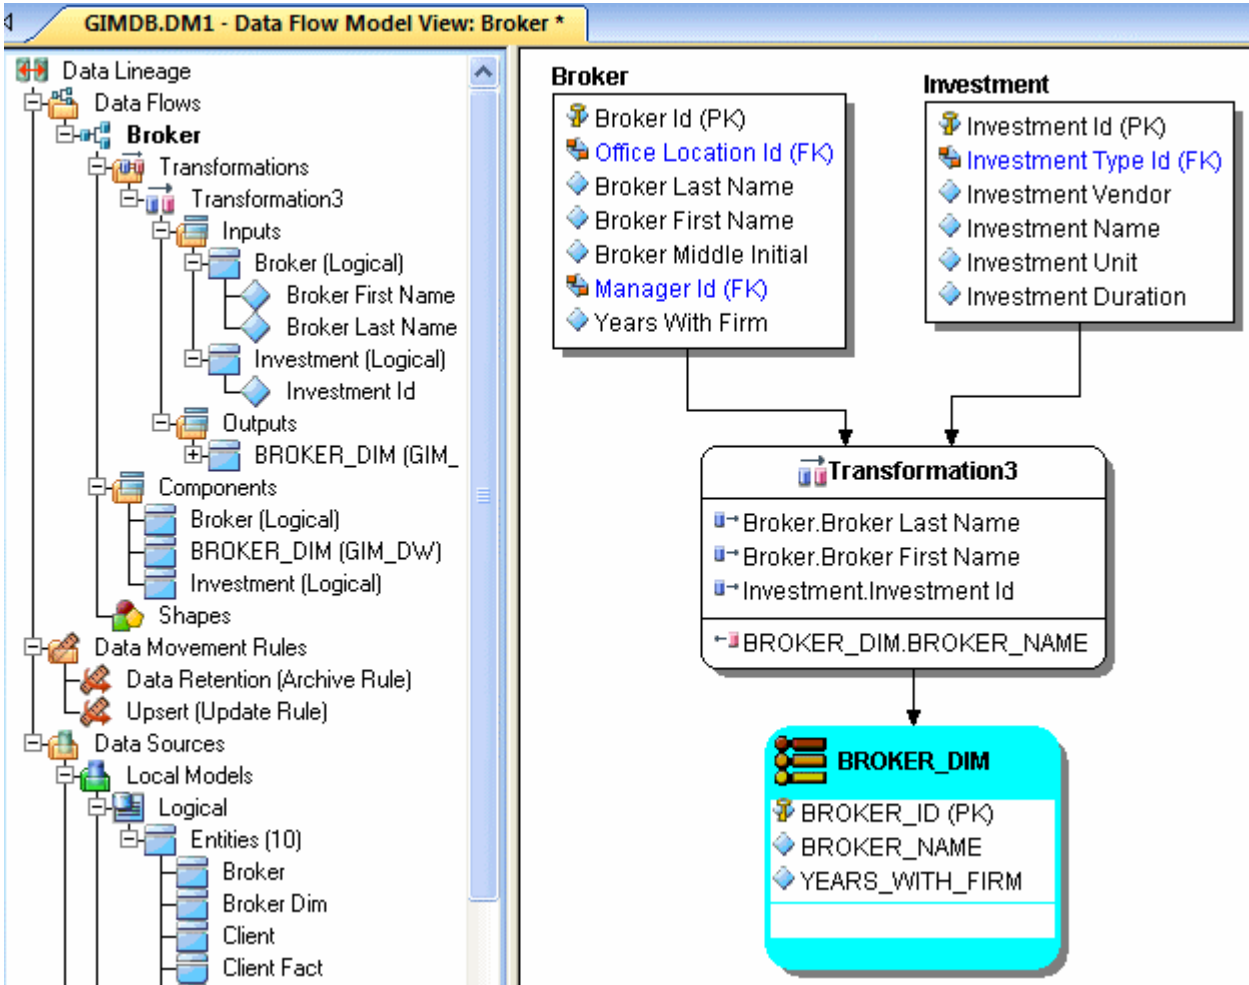 GIMDB.DM1 - Data Flow Model View: Broker *
Data Lineage
Data Flows
Broker
Transformations
Transformation3
Inputs
Broker (Logical)
Broker First Name
Broker Last Name
Investment (Logical)
Investment Id
Outputs
BROKER_DIM (GIM_
Components
Broker (Logical)
BROKER_DIM (GIM_DW)
Investment (Logical)
Shapes
Data Movement Rules
Data Retention (Archive Rule)
Upsert (Update Rule)
Data Sources
Local Models
Logical
Entities (10)
Broker
Broker Dim
Client
Client Fact
Broker
Broker Id (PK)
Office Location Id (FK)
Broker Last Name
Broker First Name
Broker Middle Initial
Manager Id (FK)
Years With Firm
Investment
Investment Id (PK)
Investment Type Id (FK)
Investment Vendor
Investment Name
Investment Unit
Investment Duration
Transformation3
Broker.Broker Last Name
Broker.Broker First Name
Investment.Investment Id
BROKER_DIM.BROKER_NAME
BROKER_DIM
BROKER_ID (PK)
BROKER_NAME
YEARS_WITH_FIRM